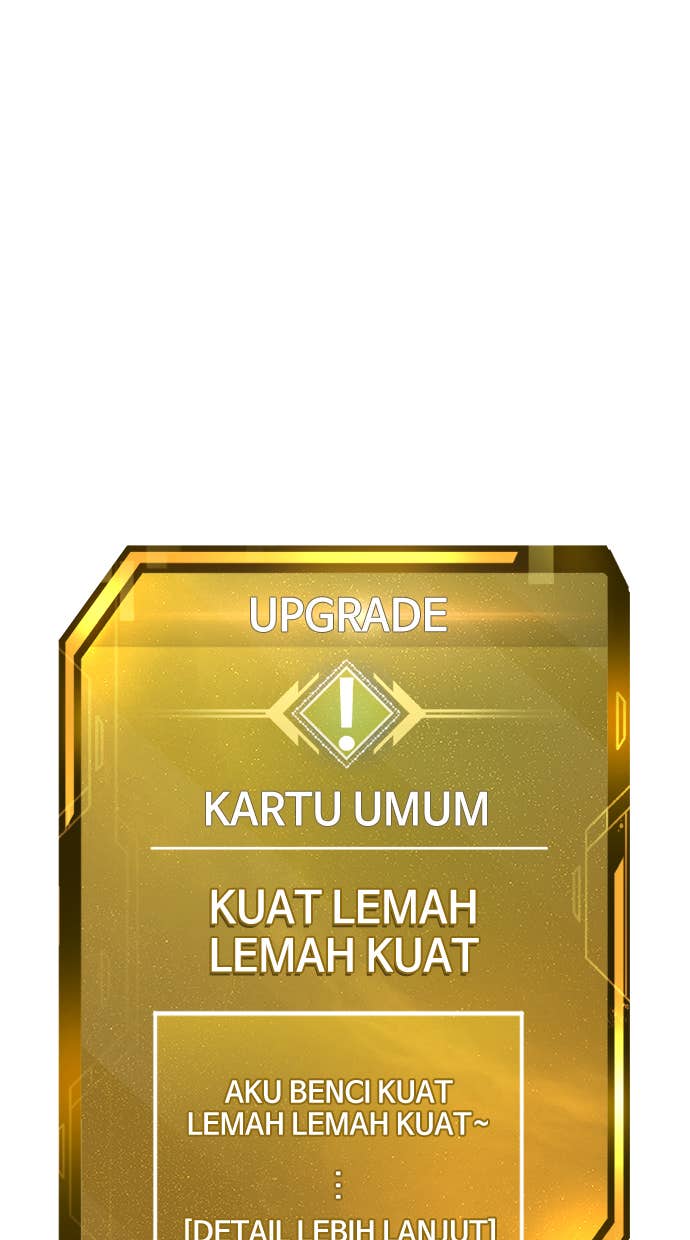 UPGRADE
!
KARTU UMUM
KUAT LEMAH
LEMAH KUAT
AKU BENCI KUAT
LEMAH LEMAH KUAT~
...
[DETAIL LEBIH LANJUT]